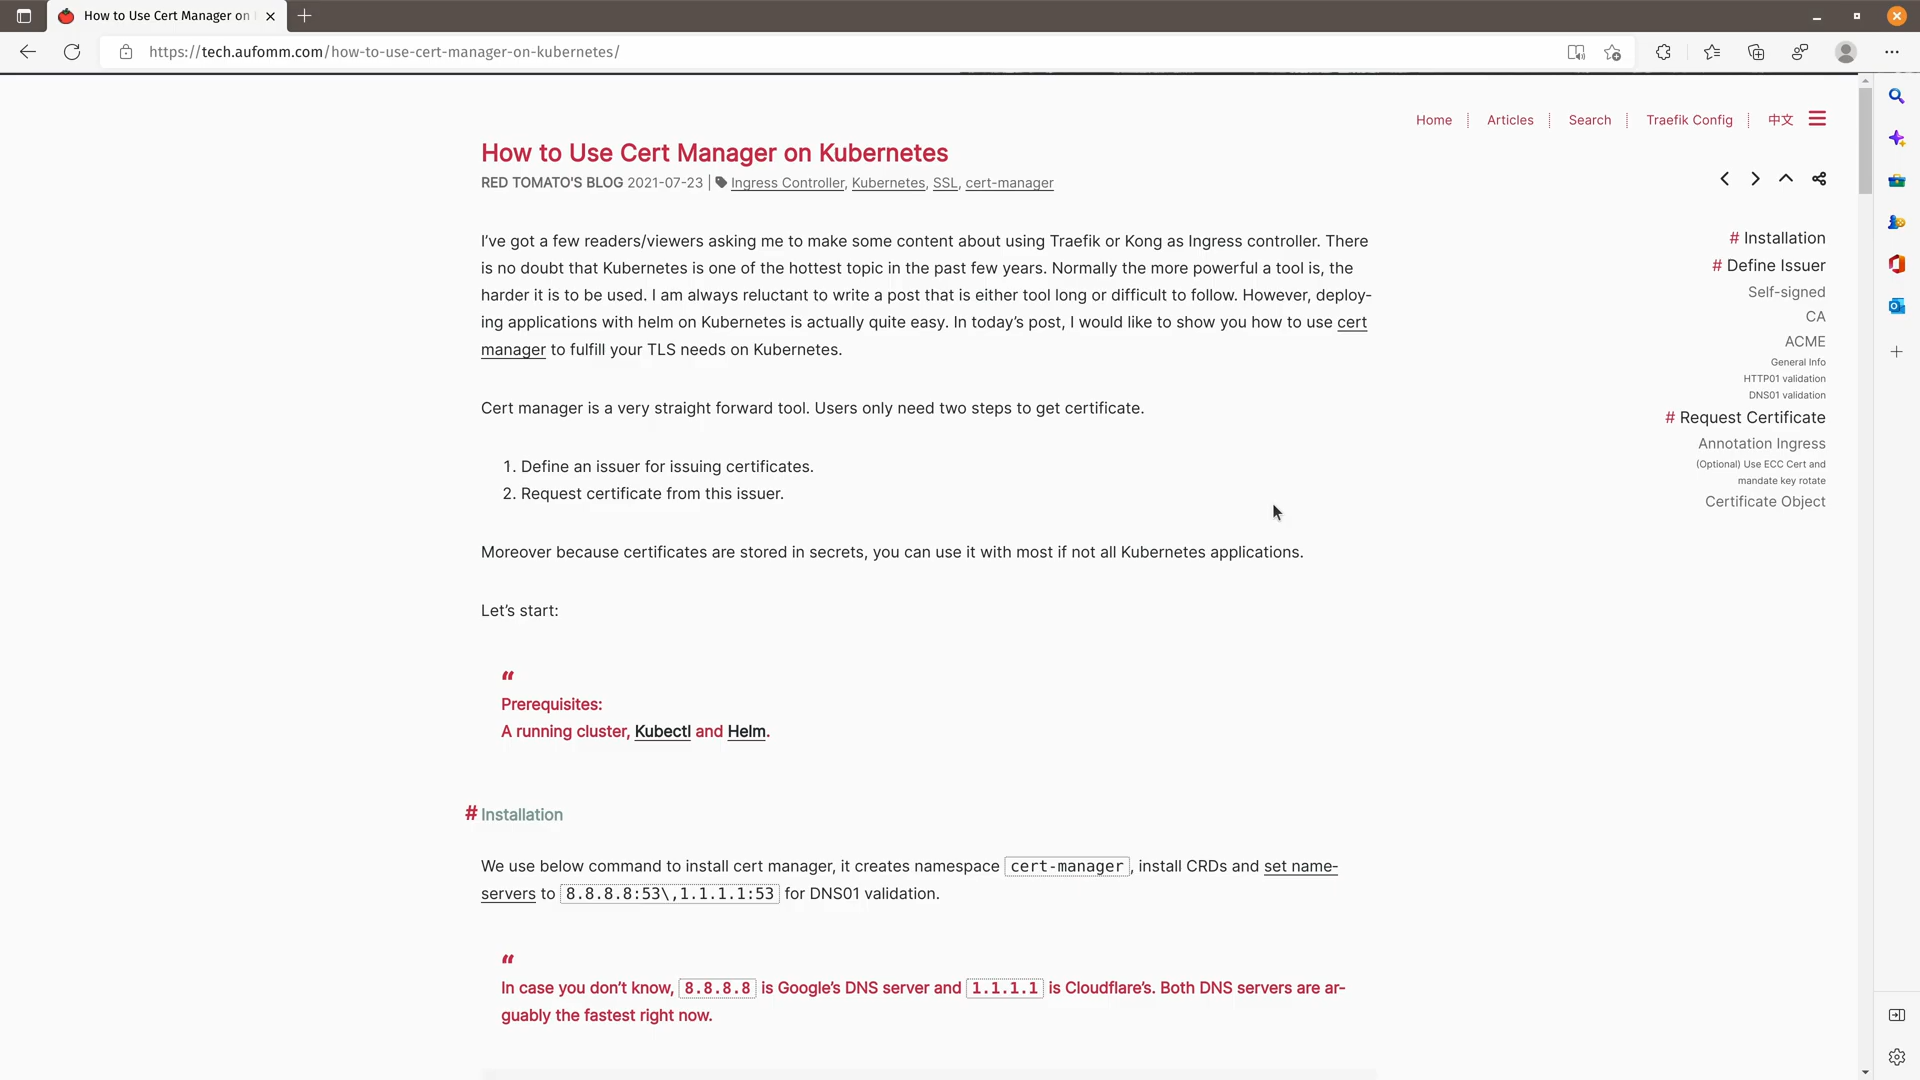 How to Use Cert Manager on
https://tech.aufomm.com/how-to-use-cert-manager-on-kubernetes/
Home
Articles
Search
Traefik Config
中文
How to Use Cert Manager on Kubernetes
RED TOMATO'S BLOG 2021-07-23 | Ingress Controller, Kubernetes, SSL, cert-manager
I've got a few readers/viewers asking me to make some content about using Traefik or Kong as Ingress controller. There
is no doubt that Kubernetes is one of the hottest topic in the past few years. Normally the more powerful a tool is, the
harder it is to be used. I am always reluctant to write a post that is either tool long or difficult to follow. However, deploy-
ing applications with helm on Kubernetes is actually quite easy. In today's post, I would like to show you how to use cert
manager to fulfill your TLS needs on Kubernetes.
Cert manager is a very straight forward tool. Users only need two steps to get certificate.
1. Define an issuer for issuing certificates.
2. Request certificate from this issuer.
Moreover because certificates are stored in secrets, you can use it with most if not all Kubernetes applications.
Let's start:
“
Prerequisites:
A running cluster, Kubectl and Helm.
# Installation
We use below command to install cert manager, it creates namespace cert-manager, install CRDs and set name-
servers to 8.8.8.8:53\,1.1.1.1:53 for DNS01 validation.
“
In case you don't know, 8.8.8.8 is Google's DNS server and 1.1.1.1 is Cloudflare's. Both DNS servers are ar-
guably the fastest right now.
# Installation
# Define Issuer
Self-signed
CA
ACME
General Info
HTTP01 validation
DNS01 validation
# Request Certificate
Annotation Ingress
(Optional) Use ECC Cert and
mandate key rotate
Certificate Object